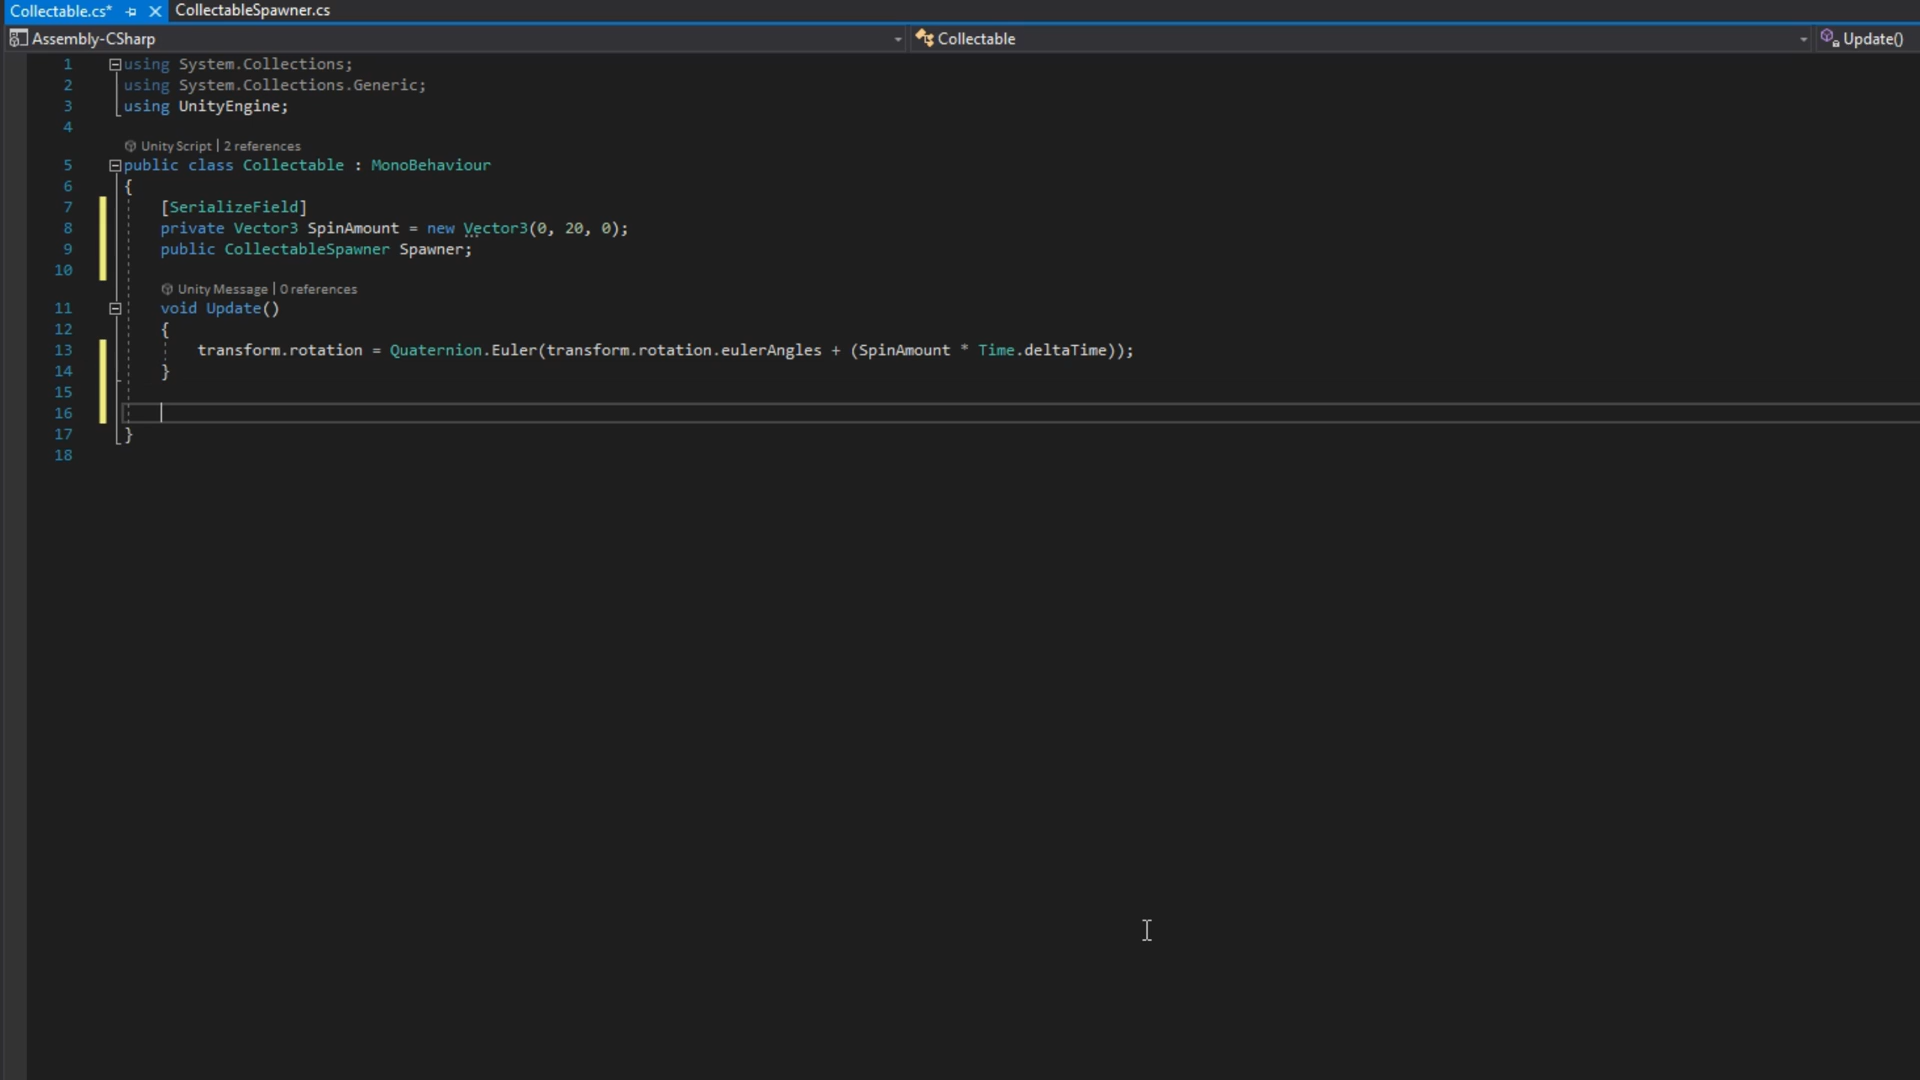 Collectable.cs* CollectableSpawner.cs
Assembly-CSharp Collectable Update()
1 using System.Collections;
2 using System.Collections.Generic;
3 using UnityEngine;
4
Unity Script | 2 references
5 public class Collectable : MonoBehaviour
6 {
7 [SerializeField]
8 private Vector3 SpinAmount = new Vector3(0, 20, 0);
9 public CollectableSpawner Spawner;
10
Unity Message | 0 references
11 void Update()
12 {
13 transform.rotation = Quaternion.Euler(transform.rotation.eulerAngles + (SpinAmount * Time.deltaTime));
14 }
15
16
17 }
18